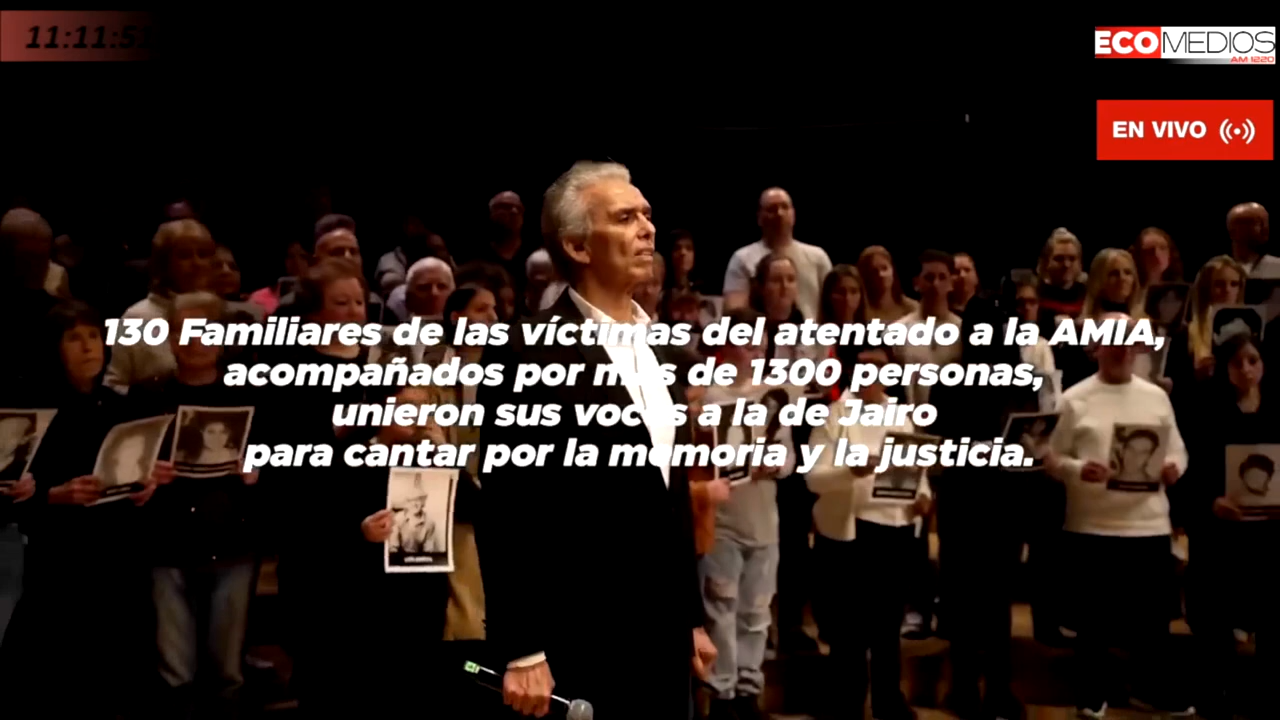 11:11:51
ECOMEDIOS
AM 1220
EN VIVO
130 Familiares de las víctimas del atentado a la AMIA,
acompañados por más de 1300 personas,
unieron sus voces a la de Jairo
para cantar por la memoria y la justicia.